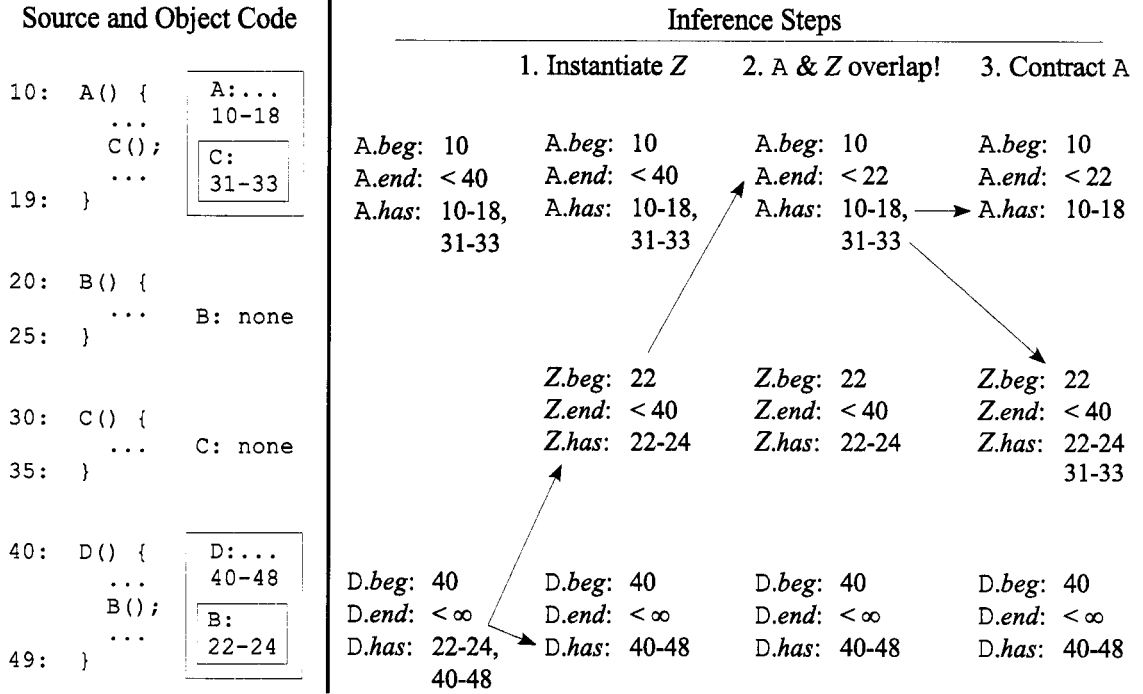 Source and Object Code
10: A() {
...
C();
...
19: }
A:...
10-18
C:
31-33
20: B() {
...
25: }
B: none
30: C() {
...
35: }
C: none
40: D() {
...
B();
...
49: }
D:...
40-48
B:
22-24
Inference Steps
1. Instantiate Z 2. A & Z overlap! 3. Contract A
A.beg: 10 A.beg: 10 A.beg: 10 A.beg: 10
A.end: < 40 A.end: < 40 A.end: < 22 A.end: < 22
A.has: 10-18, A.has: 10-18, A.has: 10-18, A.has: 10-18
31-33 31-33 31-33
Z.beg: 22 Z.beg: 22 Z.beg: 22
Z.end: < 40 Z.end: < 40 Z.end: < 40
Z.has: 22-24 Z.has: 22-24 Z.has: 22-24
31-33
D.beg: 40 D.beg: 40 D.beg: 40 D.beg: 40
D.end: < ∞ D.end: < ∞ D.end: < ∞ D.end: < ∞
D.has: 22-24, D.has: 40-48 D.has: 40-48 D.has: 40-48
40-48